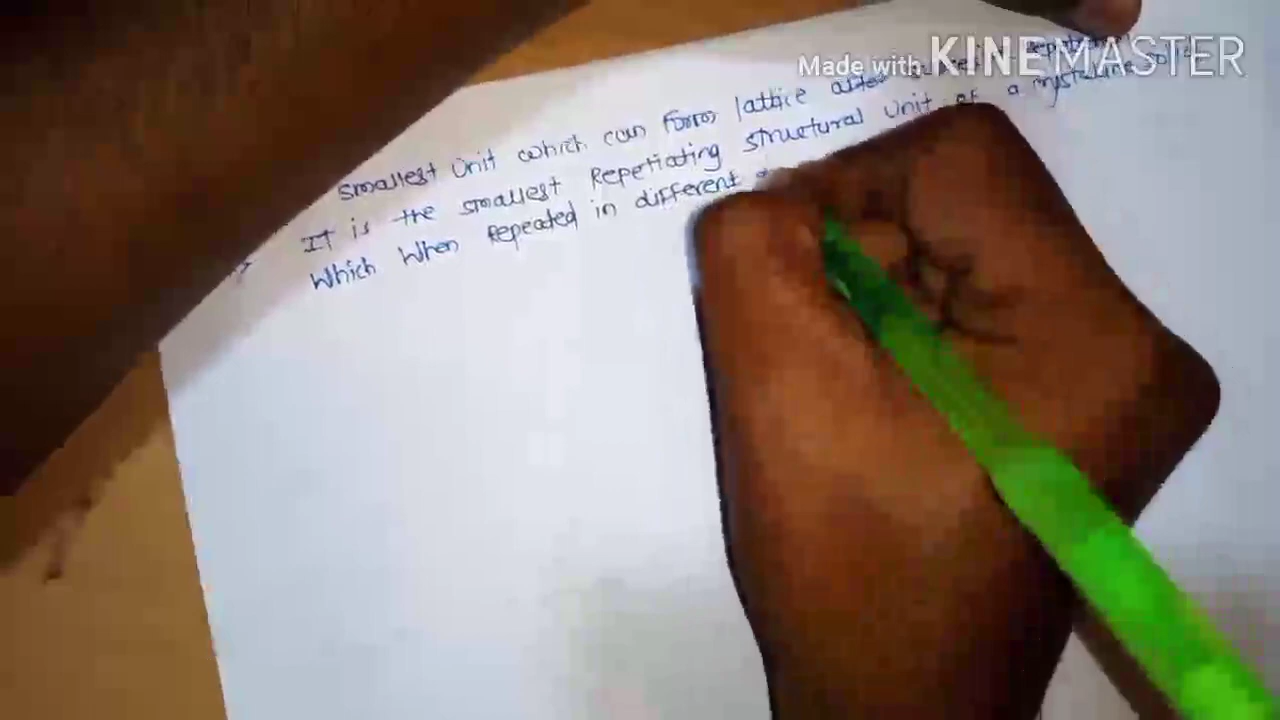 Made with KINEMASTER
smallest unit which can form lattice
IT is the smallest Repetiating structural unit of a crystalline
Which when Repeated in different